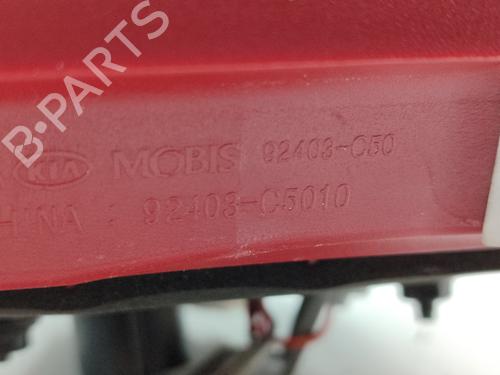 KIA MOBIS 92403-C50
HINA : 92403-C5010
B-PARTS